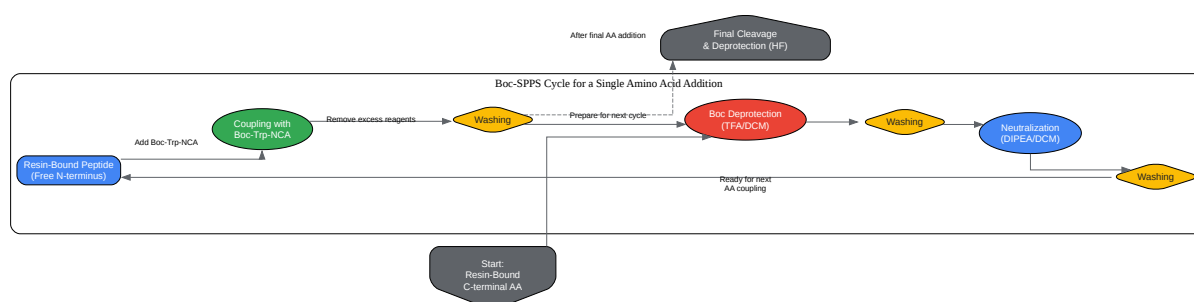 After final AA addition
Final Cleavage
& Deprotection (HF)
Boc-SPPS Cycle for a Single Amino Acid Addition
Coupling with
Boc-Trp-NCA
Remove excess reagents
Washing
Prepare for next cycle
Boc Deprotection
(TFA/DCM)
Washing
Neutralization
(DIPEA/DCM)
Add Boc-Trp-NCA
Resin-Bound Peptide
(Free N-terminus)
Ready for next
AA coupling
Washing
Start:
Resin-Bound
C-terminal AA